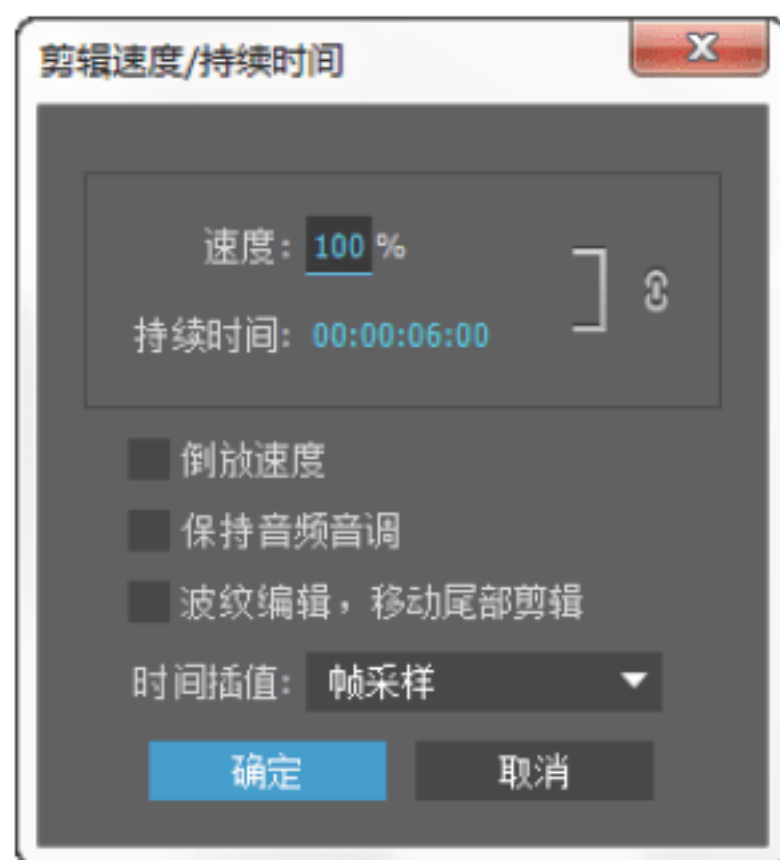 剪辑速度/持续时间
速度: 100 %
持续时间: 00:00:06:00
倒放速度
保持音频音调
波纹编辑，移动尾部剪辑
时间插值: 帧采样
确定 取消